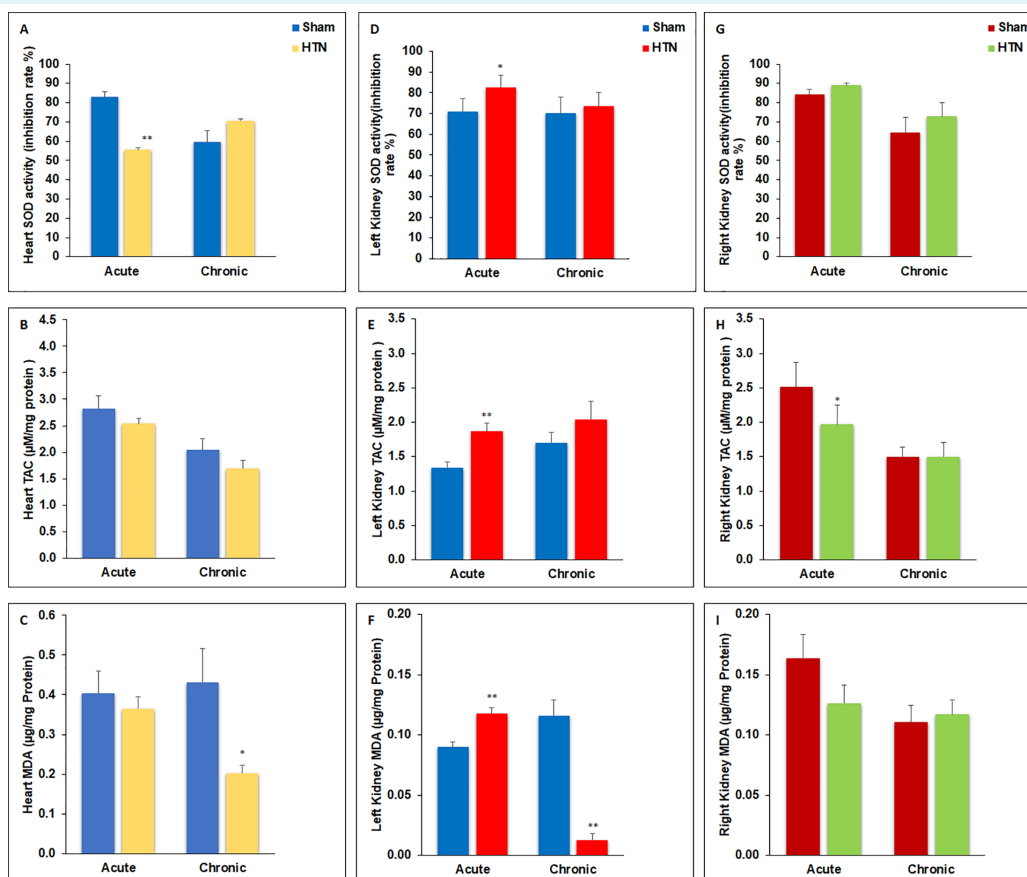 A
Sham
HTN
Heart SOD activity (inhibition rate %)
100
90
80
70
60
50
40
30
20
10
0
**
Acute
Chronic
D
Sham
HTN
Left Kidney SOD activity(inhibition
rate %)
100
90
80
70
60
50
40
30
20
10
0
*
Acute
Chronic
G
Sham
HTN
Right Kidney SOD activity(inhibition
rate %)
100
90
80
70
60
50
40
30
20
10
0
Acute
Chronic
B
Heart TAC (µM/mg protein )
4.5
4.0
3.5
3.0
2.5
2.0
1.5
1.0
0.5
0.0
Acute
Chronic
E
Left Kidney TAC (µM/mg protein )
3.5
3.0
2.5
2.0
1.5
1.0
0.5
0.0
**
Acute
Chronic
H
Right Kidney TAC (µM/mg protein )
3.5
3.0
2.5
2.0
1.5
1.0
0.5
0.0
*
Acute
Chronic
C
Heart MDA (µg/mg Protein)
0.6
0.5
0.4
0.3
0.2
0.1
0.0
*
Acute
Chronic
F
Left Kidney MDA (µg/mg Protein)
0.20
0.15
0.10
0.05
0.00
**
**
Acute
Chronic
I
Right Kidney MDA (µg/mg Protein)
0.20
0.15
0.10
0.05
0.00
Acute
Chronic